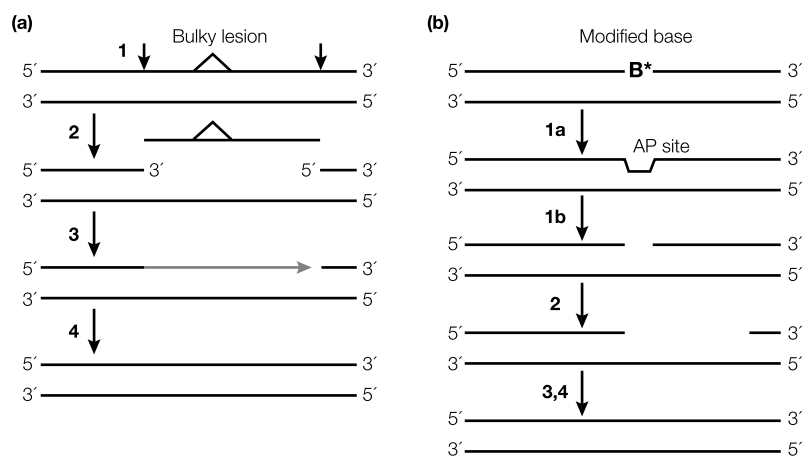 (a)
Bulky lesion
1
5´ 3´
3´ 5´
2
5´ 3´ 5´ 3´
3´ 5´
3
5´ 3´
3´ 5´
4
5´ 3´
3´ 5´
(b)
Modified base
5´ B* 3´
3´ 5´
1a
AP site
5´ 3´
3´ 5´
1b
5´ 3´
3´ 5´
2
5´ 3´
3´ 5´
3,4
5´ 3´
3´ 5´